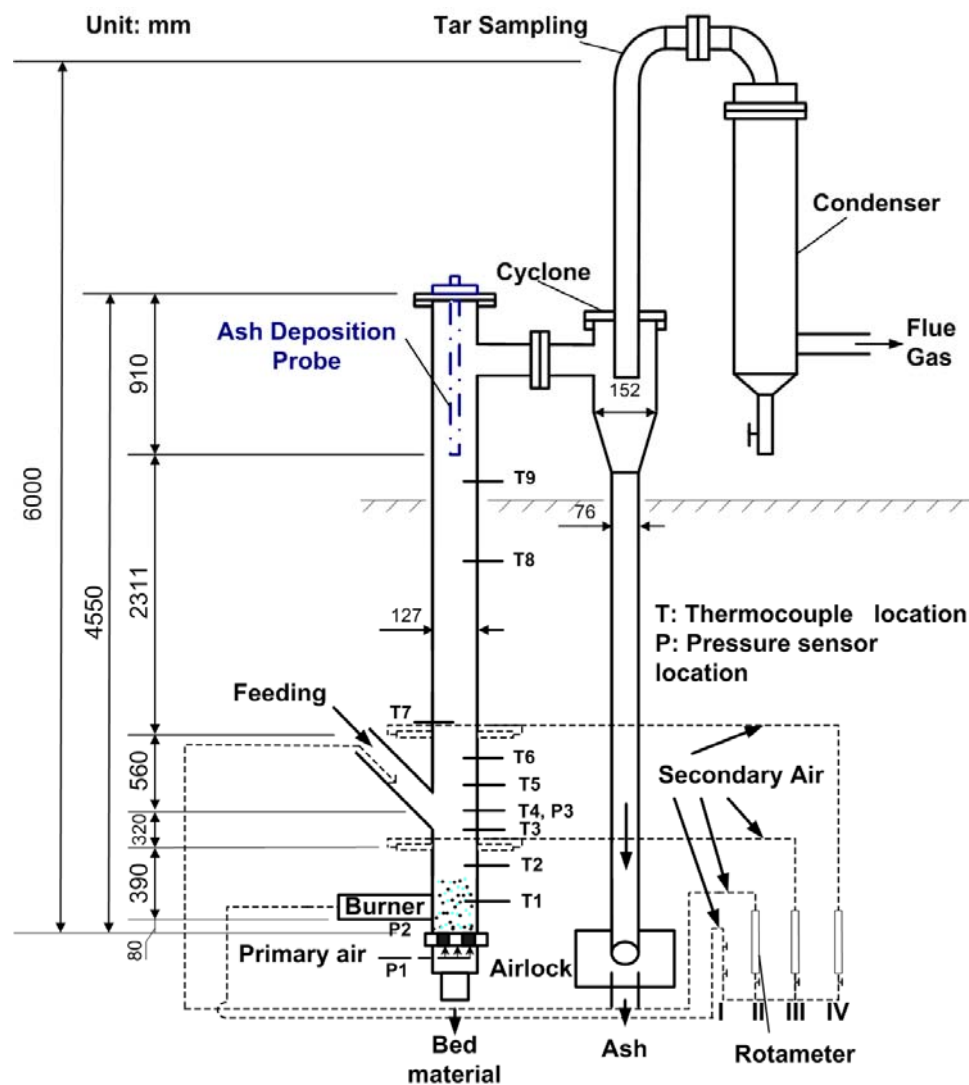 Unit: mm
Tar Sampling
Condenser
Cyclone
Ash Deposition
Probe
Flue
Gas
910
152
6000
T9
76
4550
2311
T8
127
T: Thermocouple location
P: Pressure sensor
location
Feeding
T7
560
T6
Secondary Air
T5
T4, P3
320
T3
390
T2
Burner
T1
P2
80
Primary air
P1
Airlock
I
II
III
IV
Bed
material
Ash
Rotameter